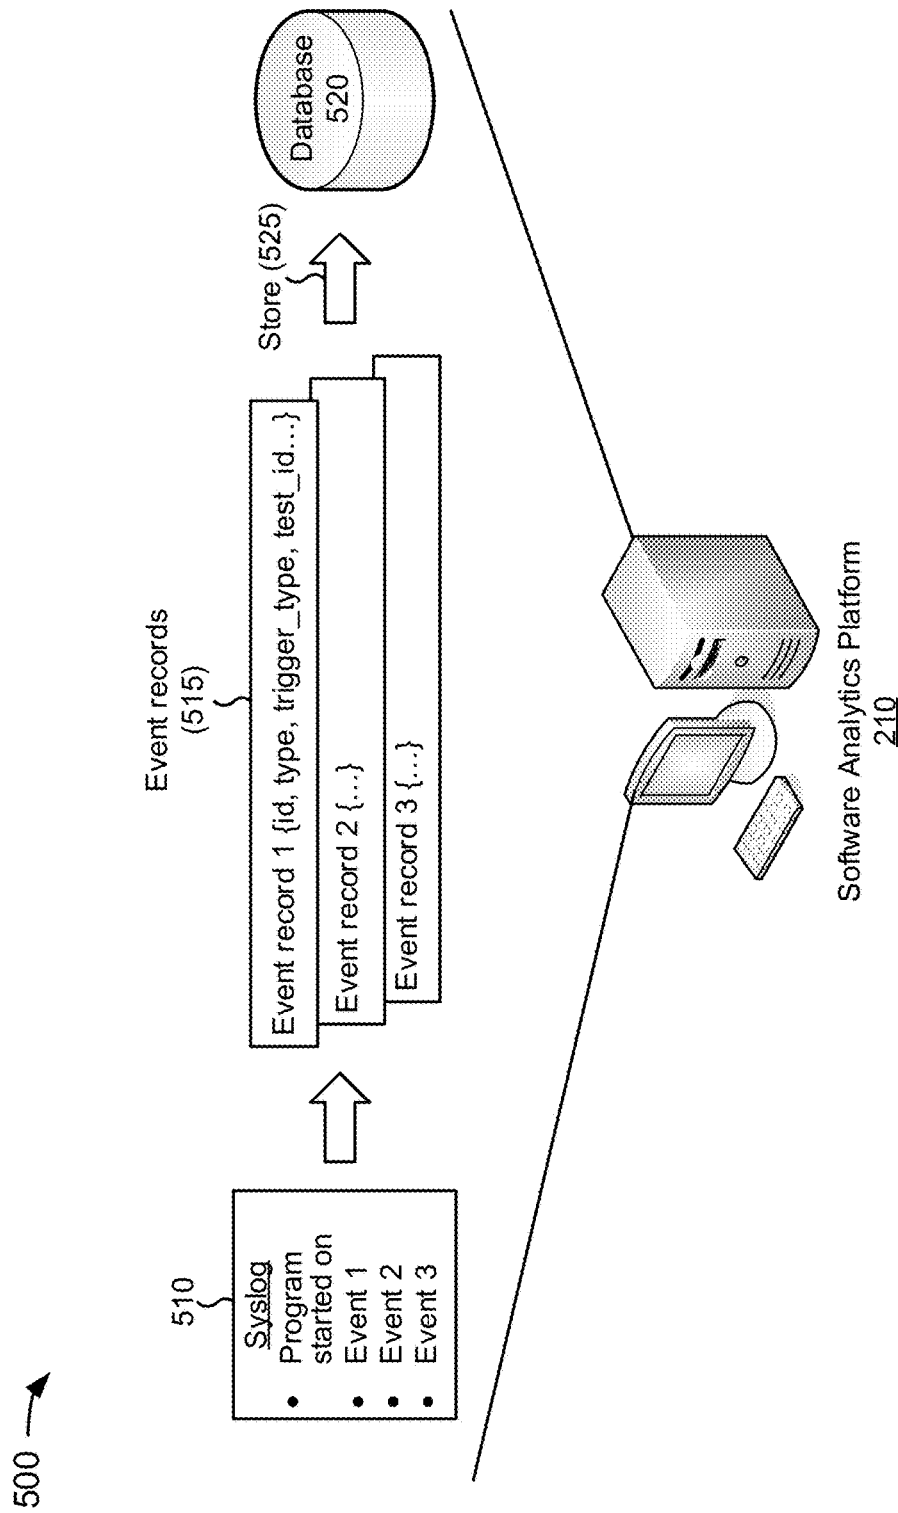 500
510
Syslog
• Program
started on
• Event 1
• Event 2
• Event 3
Event records
(515)
Event record 1 {id, type, trigger_type, test_id...}
Event record 2 {...}
Event record 3 {...}
Store (525)
Database
520
Software Analytics Platform
210